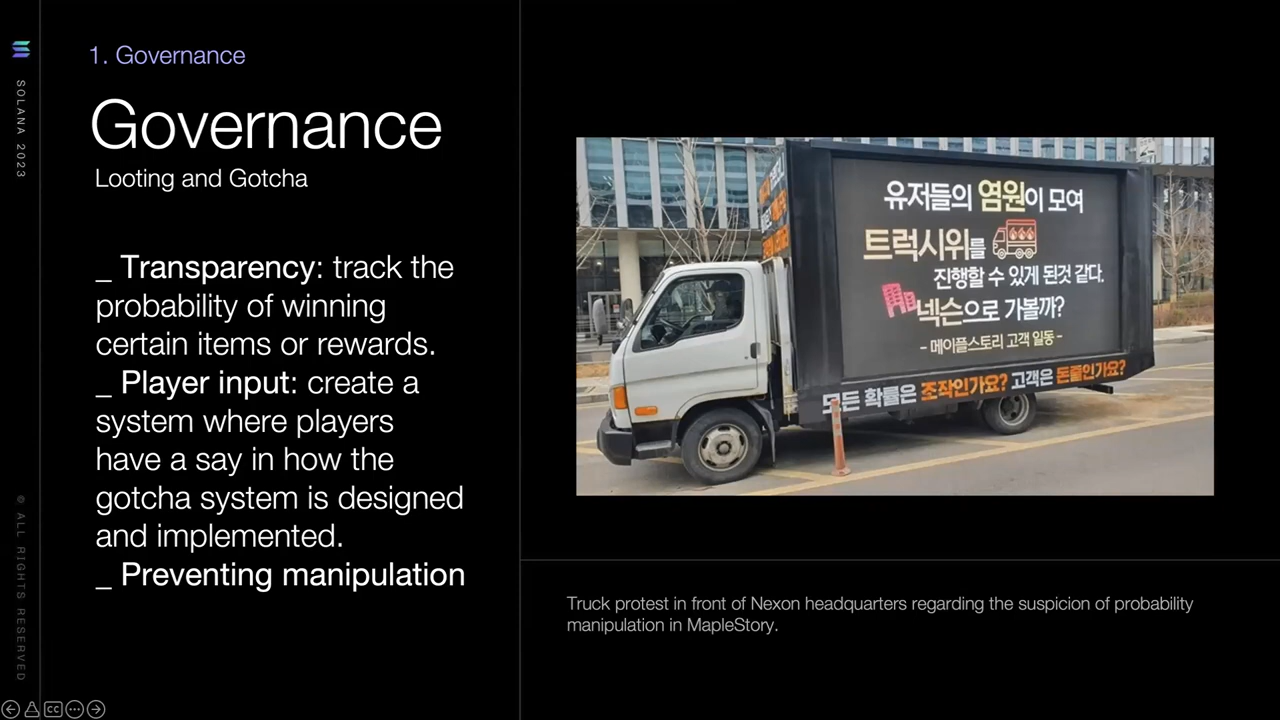 SOLANA 2023
© ALL RIGHTS RESERVED
1. Governance
Governance
Looting and Gotcha
_ Transparency: track the
probability of winning
certain items or rewards.
_ Player input: create a
system where players
have a say in how the
gotcha system is designed
and implemented.
_ Preventing manipulation
유저들의 염원이 모여
트럭시위를
진행할 수 있게 된것 같다.
넥슨으로 가볼까?
- 메이플스토리 고객 일동 -
모든 확률은 조작인가요? 고객은 돈줄인가요?
Truck protest in front of Nexon headquarters regarding the suspicion of probability
manipulation in MapleStory.
CC